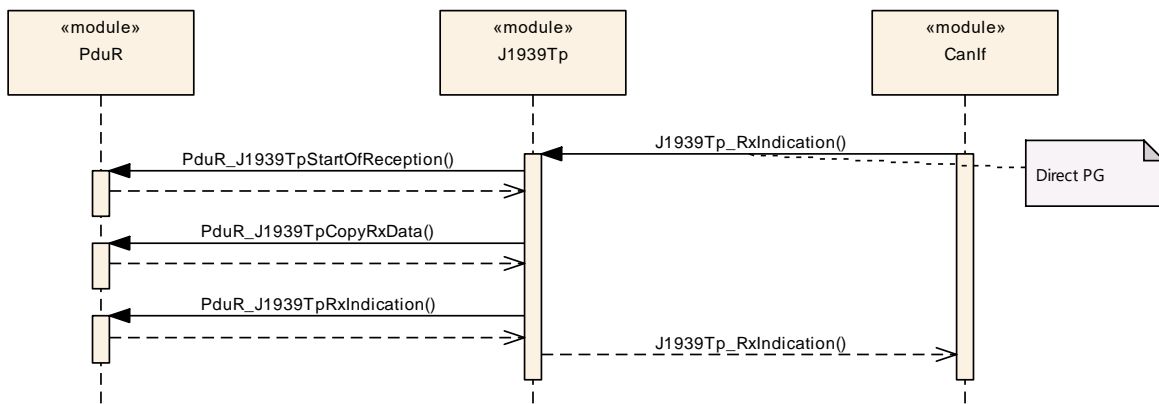 «module»
PduR
«module»
J1939Tp
«module»
CanIf
J1939Tp_RxIndication()
PduR_J1939TpStartOfReception()
Direct PG
PduR_J1939TpCopyRxData()
PduR_J1939TpRxIndication()
J1939Tp_RxIndication()